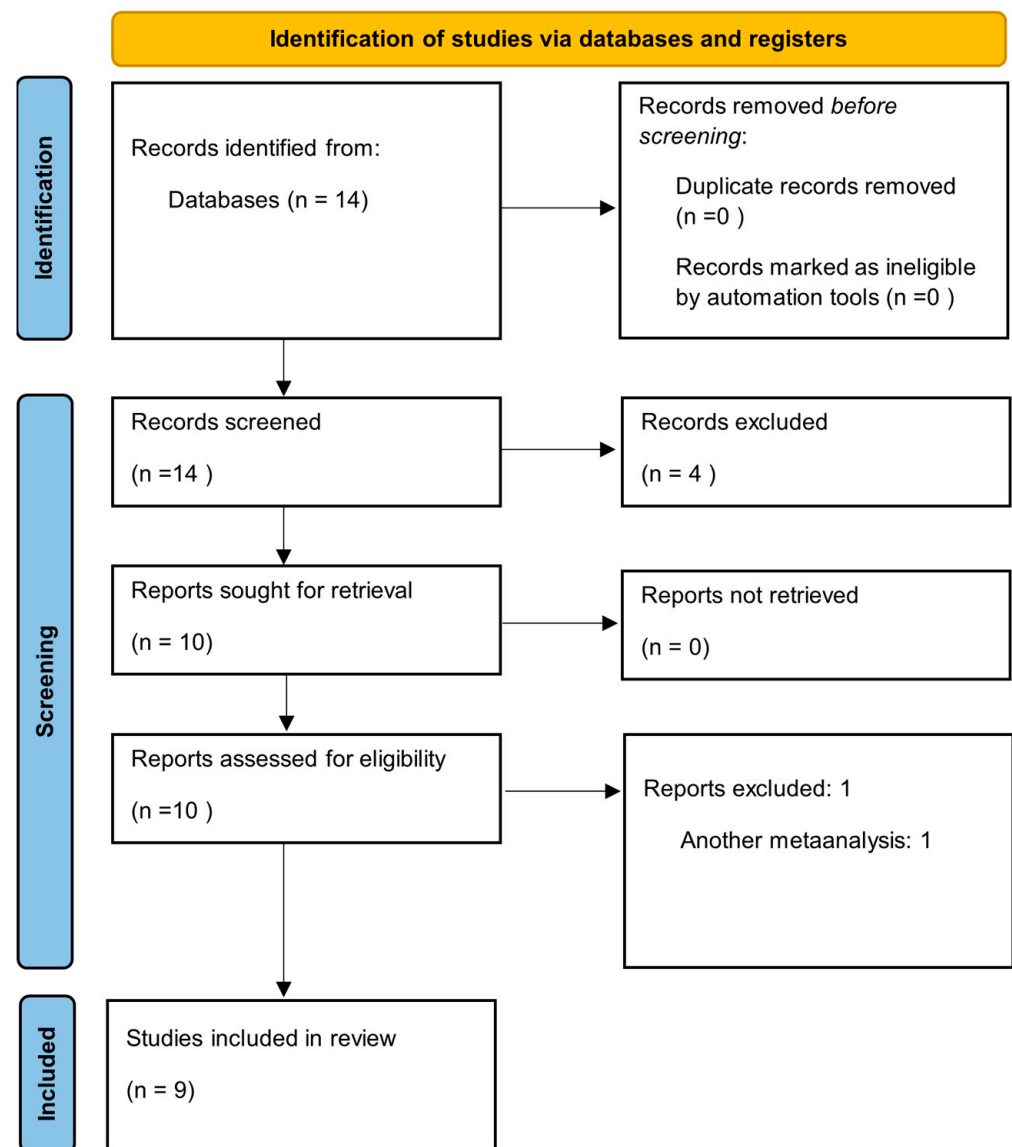 Identification of studies via databases and registers
Identification
Records identified from:
Databases (n = 14)
Records removed before
screening:
Duplicate records removed
(n =0 )
Records marked as ineligible
by automation tools (n =0 )
Screening
Records screened
(n =14 )
Records excluded
(n = 4 )
Reports sought for retrieval
(n = 10)
Reports not retrieved
(n = 0)
Reports assessed for eligibility
(n =10 )
Reports excluded: 1
Another metaanalysis: 1
Included
Studies included in review
(n = 9)